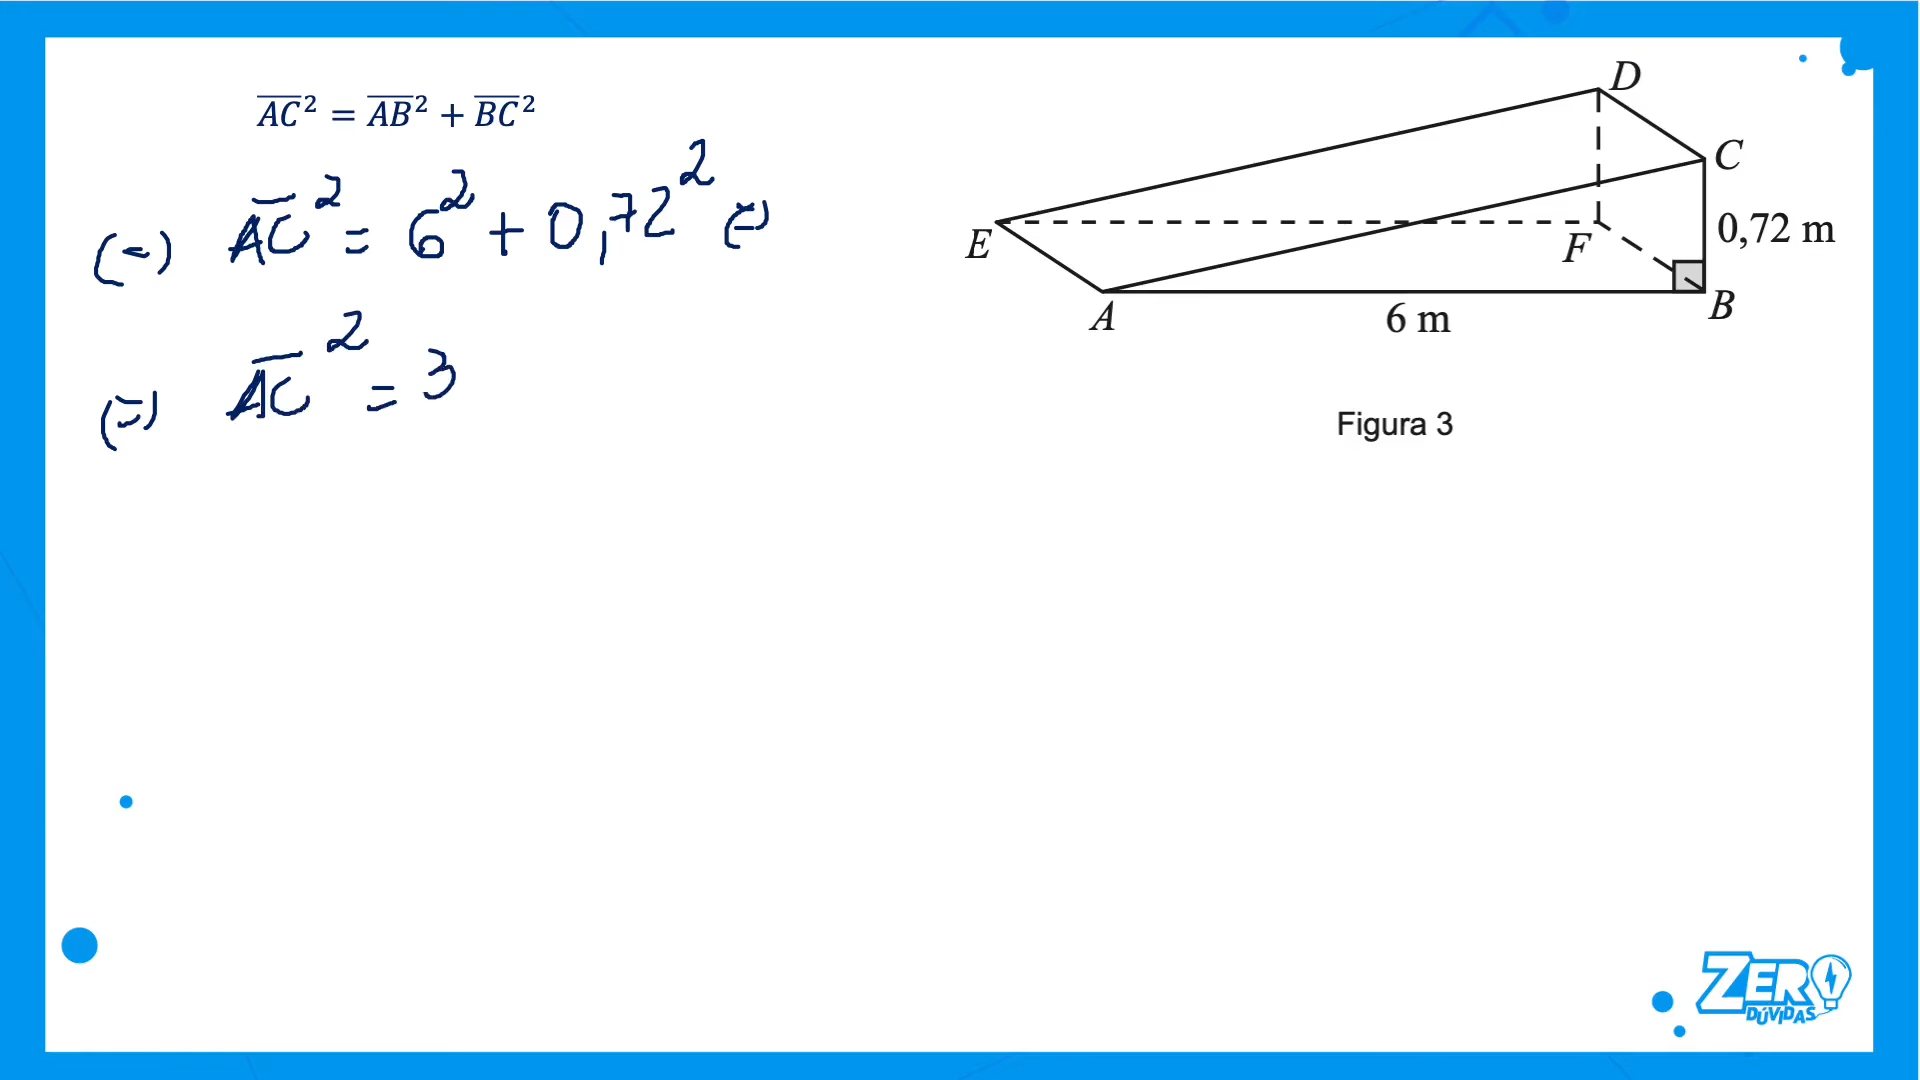 AC² = AB² + BC²
(=) AC² = 6² + 0,72² (=)
(=) AC² = 3
D
C
E
F
0,72 m
A
6 m
B
Figura 3
ZERO
DÚVIDAS